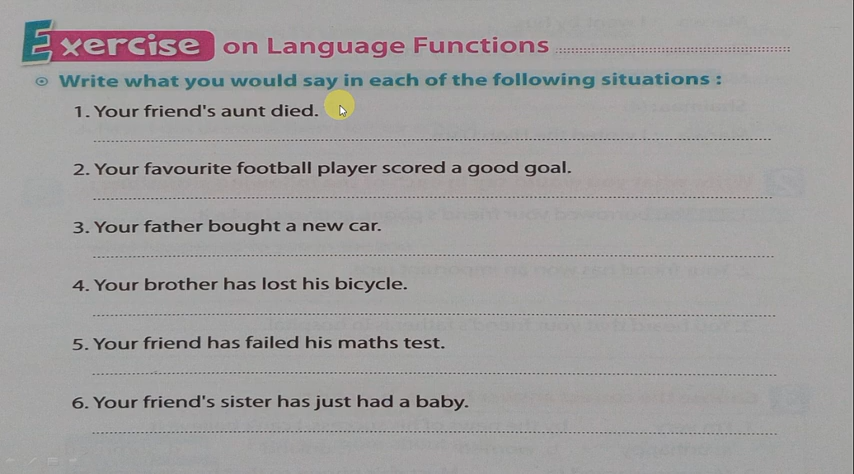 Exercise on Language Functions
Write what you would say in each of the following situations :
1. Your friend's aunt died.
2. Your favourite football player scored a good goal.
3. Your father bought a new car.
4. Your brother has lost his bicycle.
5. Your friend has failed his maths test.
6. Your friend's sister has just had a baby.